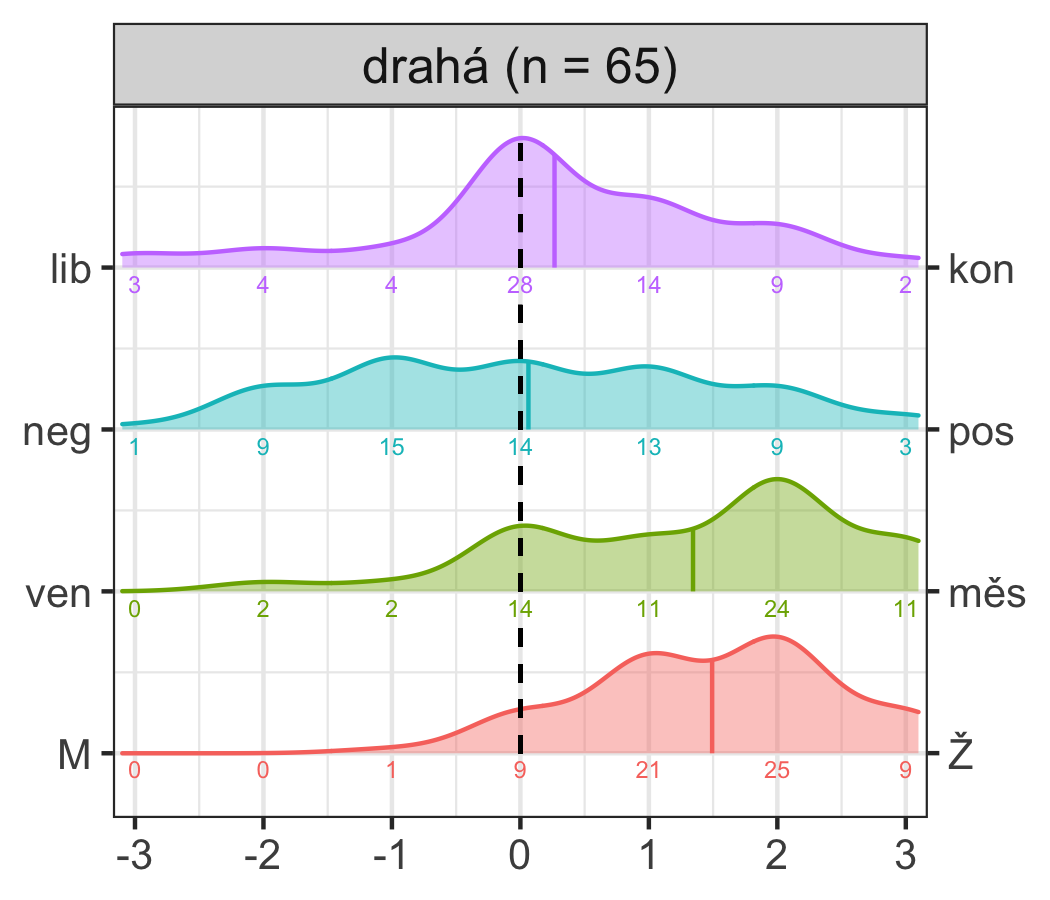 drahá (n = 65)
lib kon
3 4 4 28 14 9 2
neg pos
1 9 15 14 13 9 3
ven měs
0 2 2 14 11 24 11
M Ž
0 0 1 9 21 25 9
-3 -2 -1 0 1 2 3